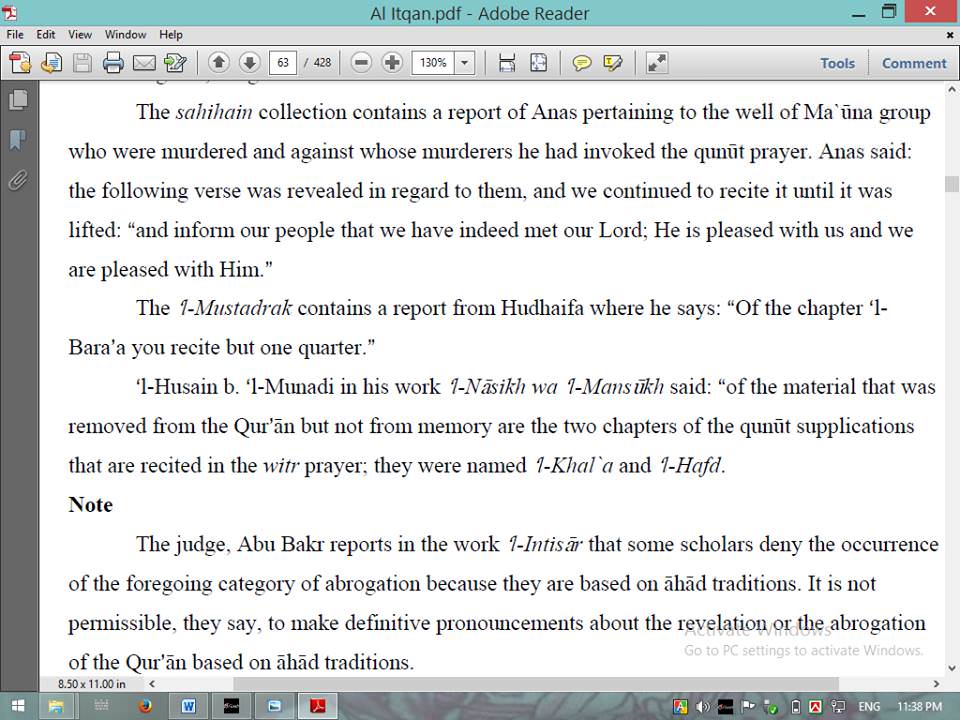 Al Itqan.pdf - Adobe Reader
File Edit View Window Help
63 / 428 130% Tools Comment
The sahihain collection contains a report of Anas pertaining to the well of Ma`ūna group
who were murdered and against whose murderers he had invoked the qunūt prayer. Anas said:
the following verse was revealed in regard to them, and we continued to recite it until it was
lifted: “and inform our people that we have indeed met our Lord; He is pleased with us and we
are pleased with Him.”
The ‘l-Mustadrak contains a report from Hudhaifa where he says: “Of the chapter ‘l-
Bara’a you recite but one quarter.”
‘l-Husain b. ‘l-Munadi in his work ‘l-Nāsikh wa ‘l-Mansūkh said: “of the material that was
removed from the Qur’ān but not from memory are the two chapters of the qunūt supplications
that are recited in the witr prayer; they were named ‘l-Khal`a and ‘l-Hafd.
Note
The judge, Abu Bakr reports in the work ‘l-Intisār that some scholars deny the occurrence
of the foregoing category of abrogation because they are based on āhād traditions. It is not
permissible, they say, to make definitive pronouncements about the revelation or the abrogation
of the Qur’ān based on āhād traditions.
Activate Windows
Go to PC settings to activate Windows.
8.50 x 11.00 in
ENG 11:38 PM